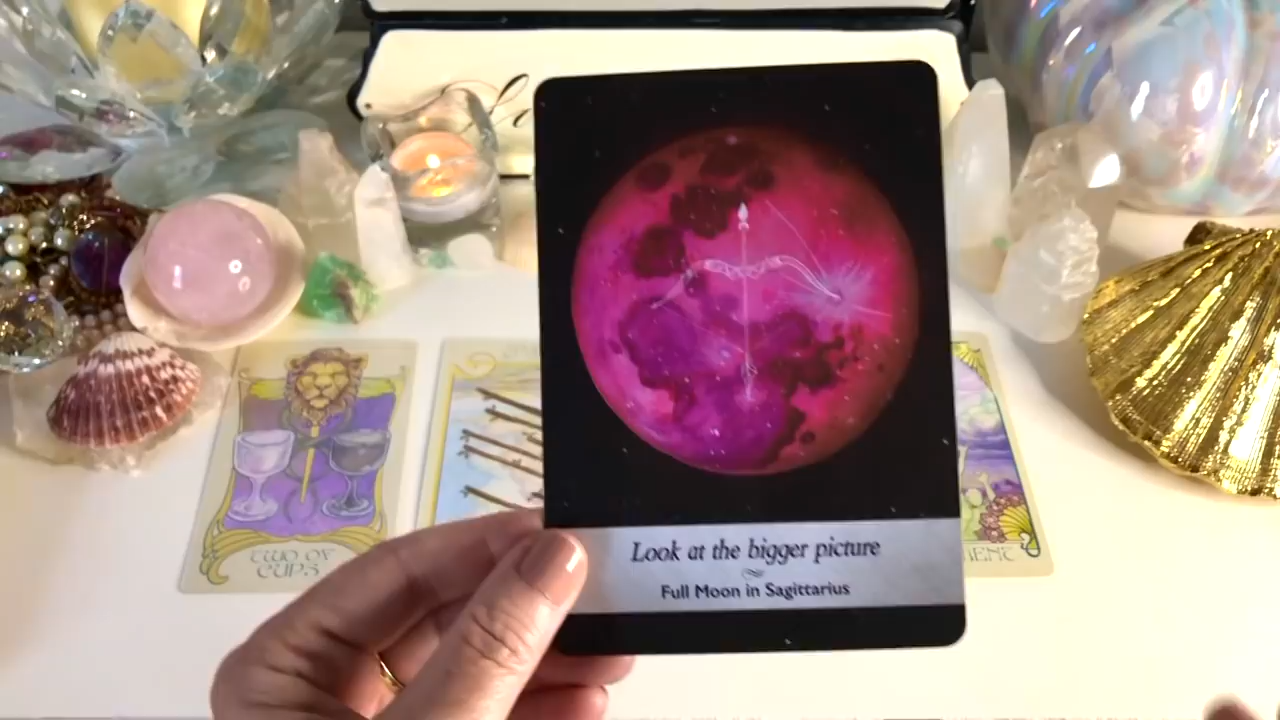 Look at the bigger picture
Full Moon in Sagittarius
TWO OF
CUPS